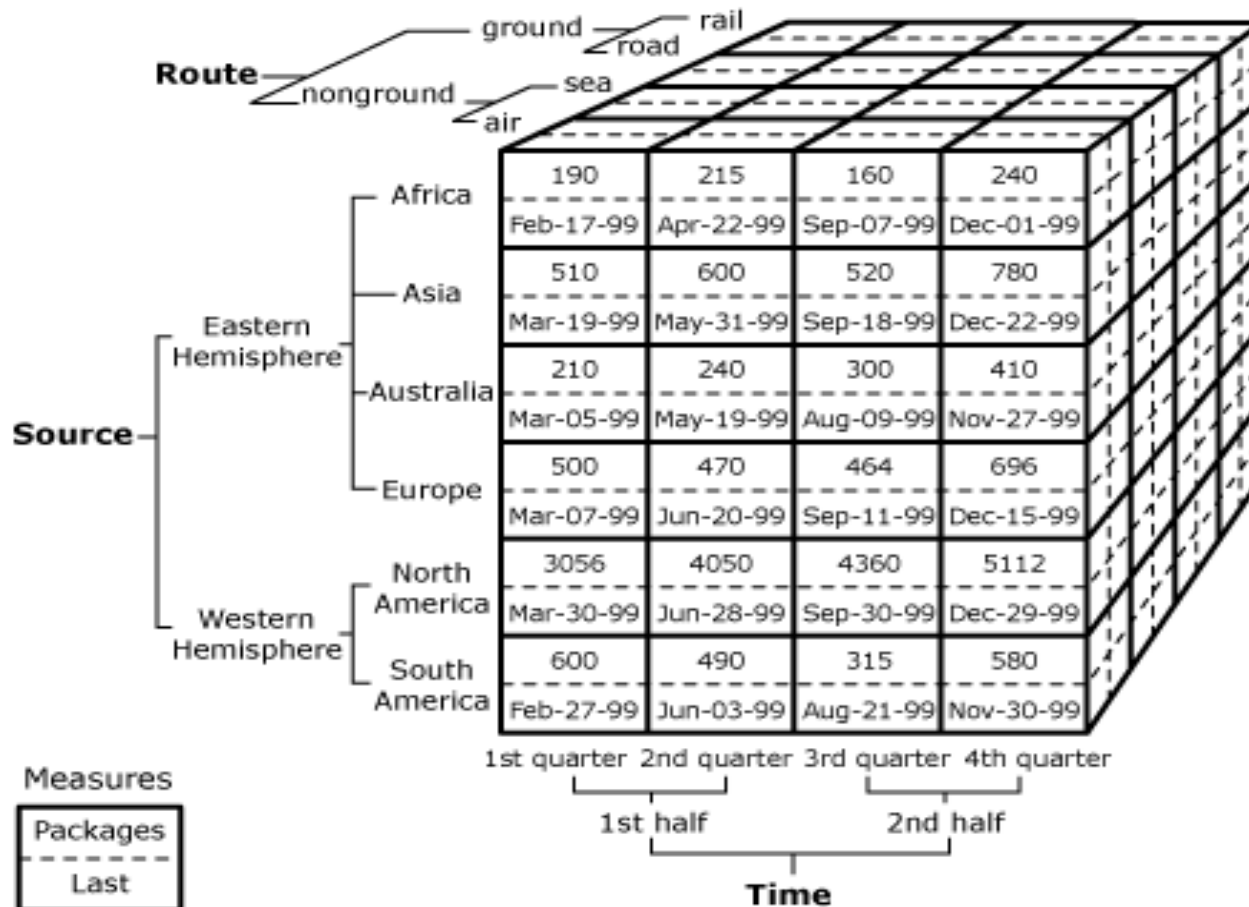 ground
rail
road
Route
nonground
sea
air
190 215 160 240
Africa
Feb-17-99 Apr-22-99 Sep-07-99 Dec-01-99
510 600 520 780
Asia
Mar-19-99 May-31-99 Sep-18-99 Dec-22-99
Eastern
Hemisphere
210 240 300 410
Australia
Mar-05-99 May-19-99 Aug-09-99 Nov-27-99
Source
500 470 464 696
Europe
Mar-07-99 Jun-20-99 Sep-11-99 Dec-15-99
3056 4050 4360 5112
North
America
Mar-30-99 Jun-28-99 Sep-30-99 Dec-29-99
Western
Hemisphere
600 490 315 580
South
America
Feb-27-99 Jun-03-99 Aug-21-99 Nov-30-99
1st quarter 2nd quarter 3rd quarter 4th quarter
Measures
Packages
Last
1st half 2nd half
Time